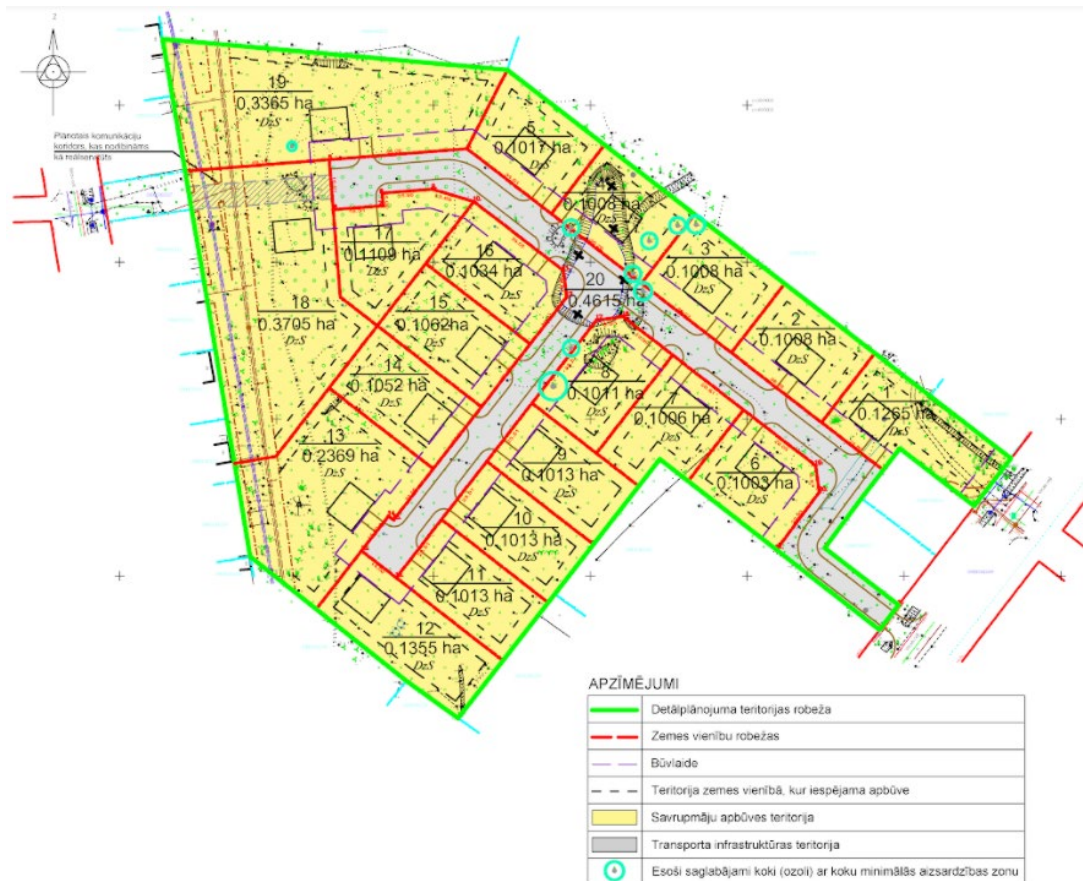 Z
Plānotais komunikāciju
koridors, kas nodibināms
kā reālservitūts
19
0.3365 ha
DzS
5
0.1017 ha
DzS
0.1008 ha
DzS
3
0.1008 ha
DzS
2
0.1008 ha
DzS
1
0.1265 ha
DzS
20
0.4615 ha
17
0.1109 ha
DzS
16
0.1034 ha
DzS
15
0.1062 ha
DzS
18
0.3705 ha
DzS
14
0.1052 ha
DzS
13
0.2369 ha
DzS
8
0.1011 ha
DzS
7
0.1006 ha
DzS
6
0.1003 ha
DzS
9
0.1013 ha
DzS
10
0.1013 ha
DzS
11
0.1013 ha
DzS
12
0.1355 ha
DzS
APZĪMĒJUMI
Detālplānojuma teritorijas robeža
Zemes vienību robežas
Būvlaide
Teritorija zemes vienībā, kur iespējama apbūve
Savrupmāju apbūves teritorija
Transporta infrastruktūras teritorija
Esoši saglabājami koki (ozoli) ar koku minimālās aizsardzības zonu